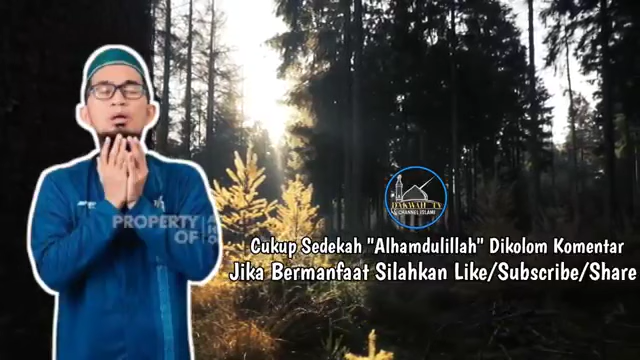 DAKWAH TV
CHANNEL ISLAMI
PROPERTY
OF
Cukup Sedekah "Alhamdulillah" Dikolom Komentar
Jika Bermanfaat Silahkan Like/Subscribe/Share